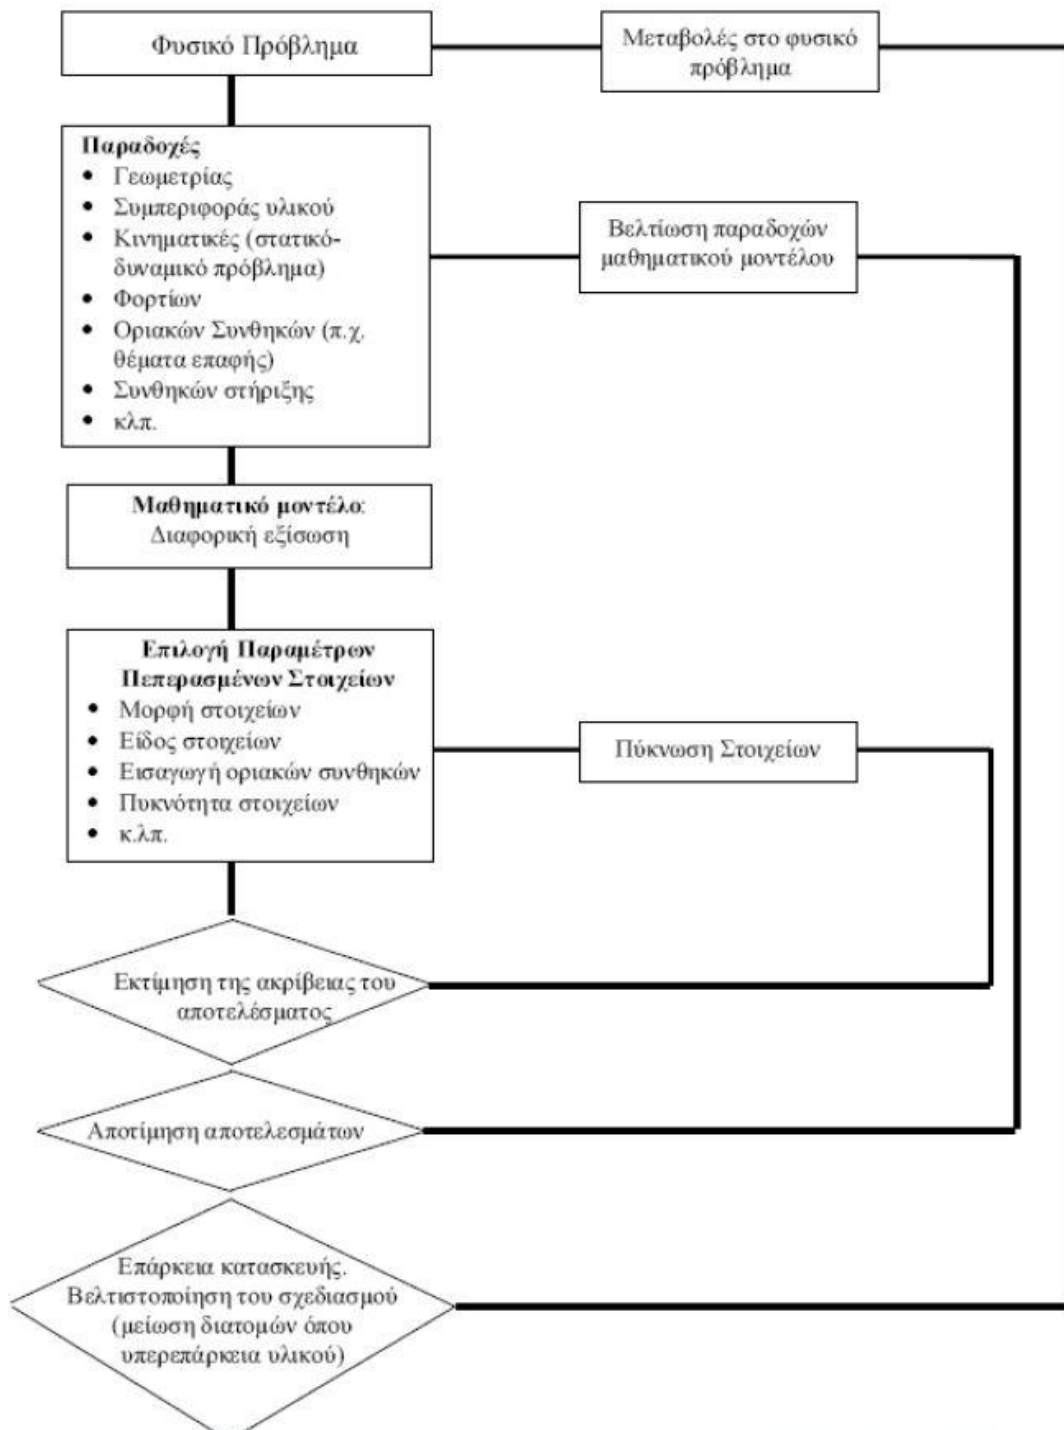 Φυσικό Πρόβλημα
Μεταβολές στο φυσικό
πρόβλημα
Παραδοχές
• Γεωμετρίας
• Συμπεριφοράς υλικού
• Κινηματικές (στατικό-
δυναμικό πρόβλημα)
• Φορτίων
• Οριακών Συνθηκών (π.χ.
θέματα επαφής)
• Συνθηκών στήριξης
• κλπ.
Βελτίωση παραδοχών
μαθηματικού μοντέλου
Μαθηματικό μοντέλο:
Διαφορική εξίσωση
Επιλογή Παραμέτρων
Πεπερασμένων Στοιχείων
• Μορφή στοιχείων
• Είδος στοιχείων
• Εισαγωγή οριακών συνθηκών
• Πυκνότητα στοιχείων
• κ.λπ.
Πύκνωση Στοιχείων
Εκτίμηση της ακρίβειας του
αποτελέσματος
Αποτίμηση αποτελεσμάτων
Επάρκεια κατασκευής.
Βελτιστοποίηση του σχεδιασμού
(μείωση διατομών όπου
υπερεπάρκεια υλικού)